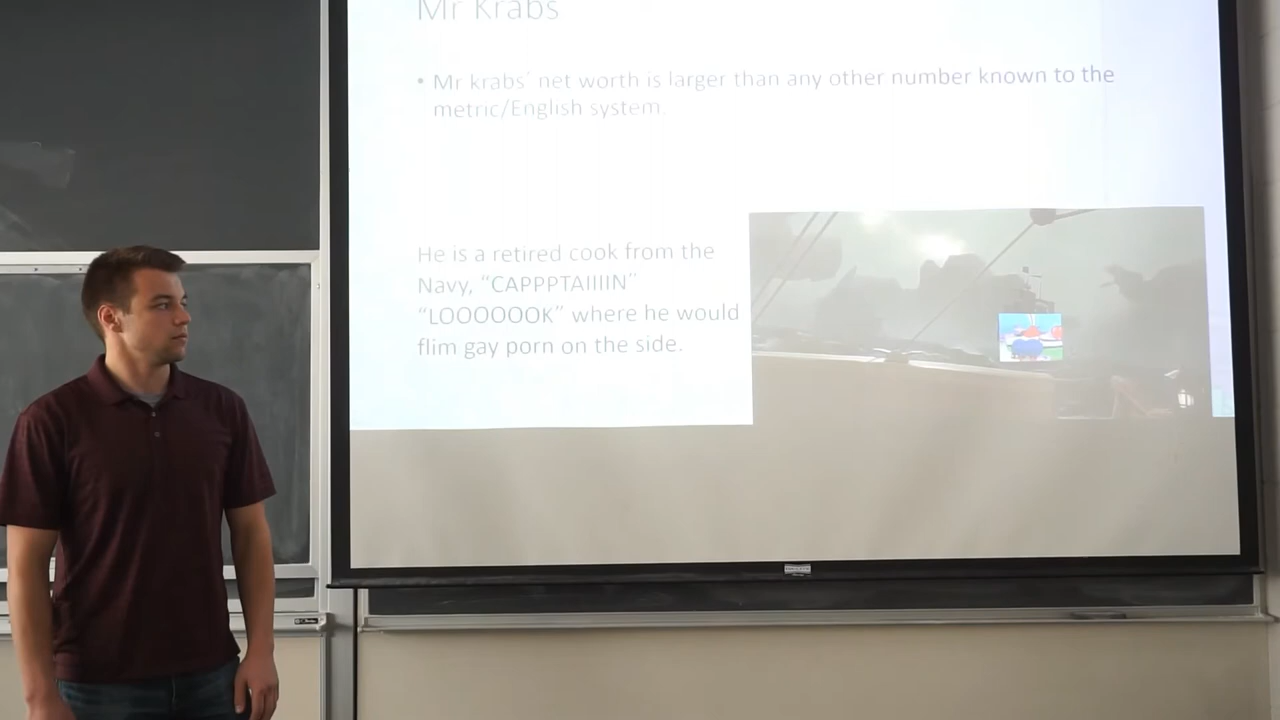 Mr Krabs
• Mr krabs' net worth is larger than any other number known to the
metric/English system.
He is a retired cook from the
Navy, "CAPPPTAIIIIN"
"LOOOOOOK" where he would
flim gay porn on the side.